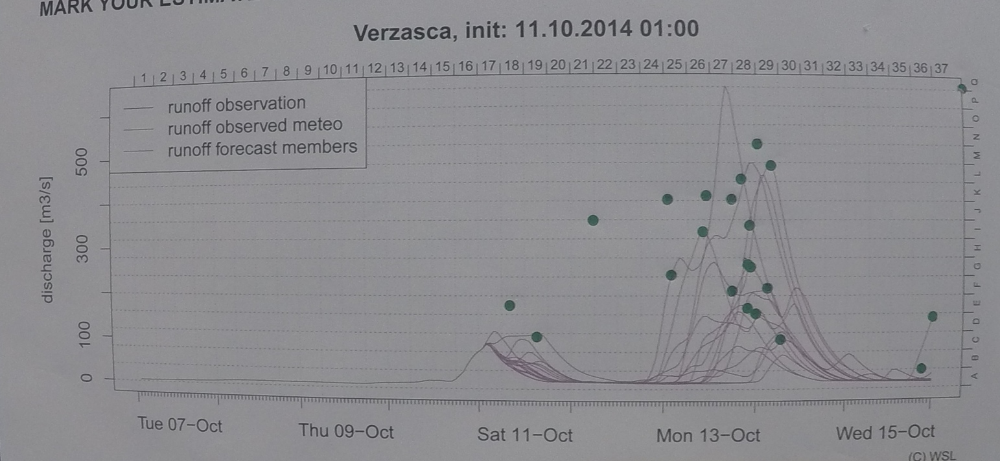 MARK YOUR ESTIMATE
Verzasca, init: 11.10.2014 01:00
1 2 3 4 5 6 7 8 9 10 11 12 13 14 15 16 17 18 19 20 21 22 23 24 25 26 27 28 29 30 31 32 33 34 35 36 37
runoff observation
runoff observed meteo
runoff forecast members
discharge [m3/s]
500
300
100
0
Q
P
O
N
M
L
K
J
I
H
G
F
E
D
C
B
A
Tue 07-Oct Thu 09-Oct Sat 11-Oct Mon 13-Oct Wed 15-Oct
(C) WSL